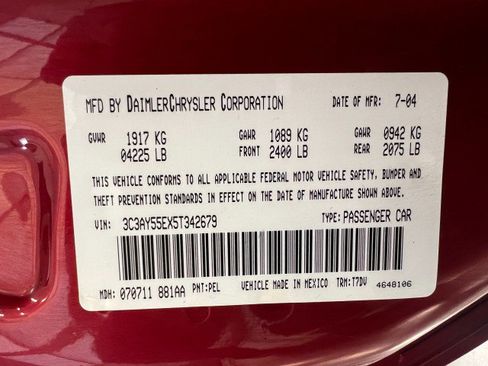 MFD BY DAIMLERCHRYSLER CORPORATION DATE OF MFR: 7-04
GVWR 1917 KG GAWR 1089 KG GAWR 0942 KG
04225 LB FRONT 2400 LB REAR 2075 LB
THIS VEHICLE CONFORMS TO ALL APPLICABLE FEDERAL MOTOR VEHICLE SAFETY, BUMPER AND
THEFT PREVENTION STANDARDS IN EFFECT ON THE DATE OF MANUFACTURE SHOWN ABOVE.
VIN: 3C3AY55EX5T342679 TYPE: PASSENGER CAR
MDH: 070711 881AA PNT:PEL VEHICLE MADE IN MEXICO TRM:T7DV
4648106